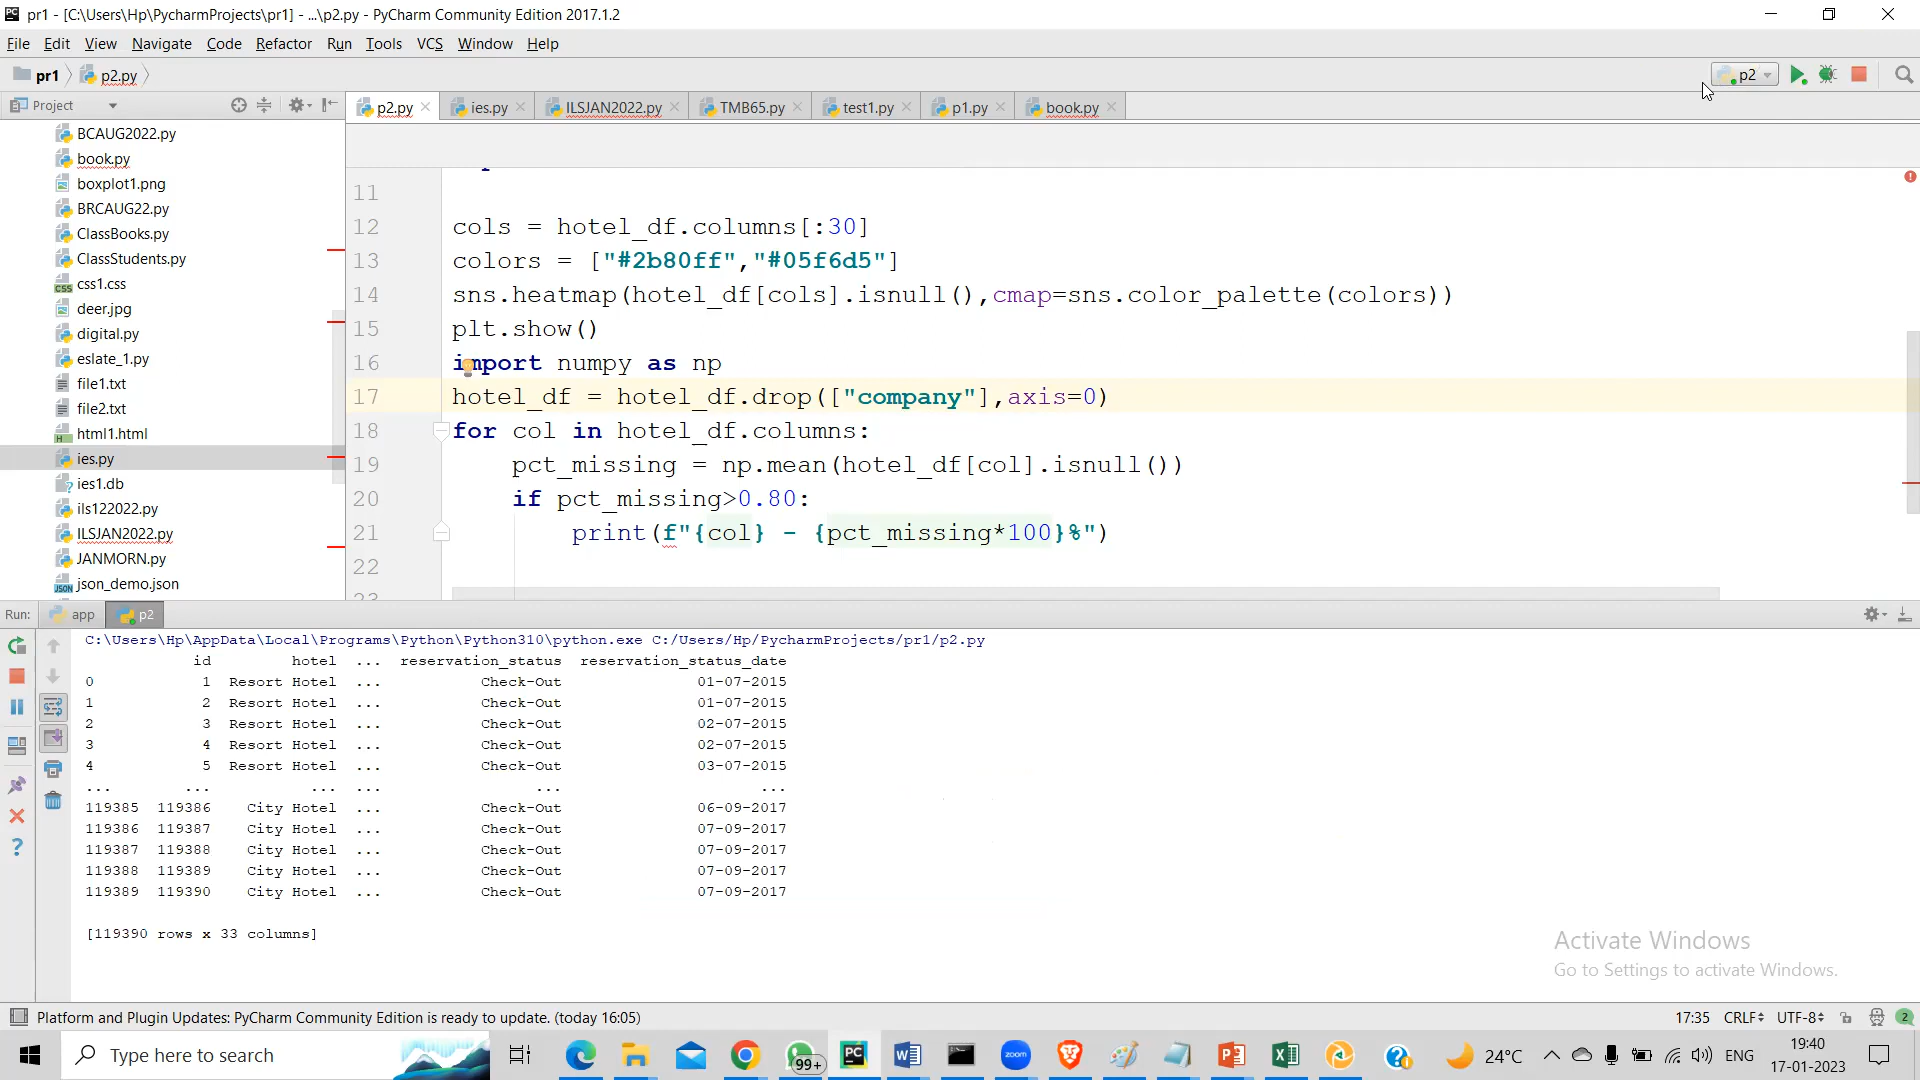 pr1 - [C:\Users\Hp\PycharmProjects\pr1] - ...\p2.py - PyCharm Community Edition 2017.1.2
File Edit View Navigate Code Refactor Run Tools VCS Window Help
pr1 p2.py p2
Project p2.py ies.py ILSJAN2022.py TMB65.py test1.py p1.py book.py
BCAUG2022.py
book.py
boxplot1.png
BRCAUG22.py
ClassBooks.py
ClassStudents.py
css1.css
deer.jpg
digital.py
eslate_1.py
file1.txt
file2.txt
html1.html
ies.py
ies1.db
ils122022.py
ILSJAN2022.py
JANMORN.py
json_demo.json
11
12 cols = hotel_df.columns[:30]
13 colors = ["#2b80ff","#05f6d5"]
14 sns.heatmap(hotel_df[cols].isnull(),cmap=sns.color_palette(colors))
15 plt.show()
16 import numpy as np
17 hotel_df = hotel_df.drop(["company"],axis=0)
18 for col in hotel_df.columns:
19 pct_missing = np.mean(hotel_df[col].isnull())
20 if pct_missing>0.80:
21 print(f"{col} - {pct_missing*100}%")
22
Run: app p2
C:\Users\Hp\AppData\Local\Programs\Python\Python310\python.exe C:/Users/Hp/PycharmProjects/pr1/p2.py
id hotel ... reservation_status reservation_status_date
0 1 Resort Hotel ... Check-Out 01-07-2015
1 2 Resort Hotel ... Check-Out 01-07-2015
2 3 Resort Hotel ... Check-Out 02-07-2015
3 4 Resort Hotel ... Check-Out 02-07-2015
4 5 Resort Hotel ... Check-Out 03-07-2015
... ... ... ... ... ...
119385 119386 City Hotel ... Check-Out 06-09-2017
119386 119387 City Hotel ... Check-Out 07-09-2017
119387 119388 City Hotel ... Check-Out 07-09-2017
119388 119389 City Hotel ... Check-Out 07-09-2017
119389 119390 City Hotel ... Check-Out 07-09-2017
[119390 rows x 33 columns]
Activate Windows
Go to Settings to activate Windows.
Platform and Plugin Updates: PyCharm Community Edition is ready to update. (today 16:05) 17:35 CRLF UTF-8 2
Type here to search 99+ zoom 24°C ENG 19:40
17-01-2023